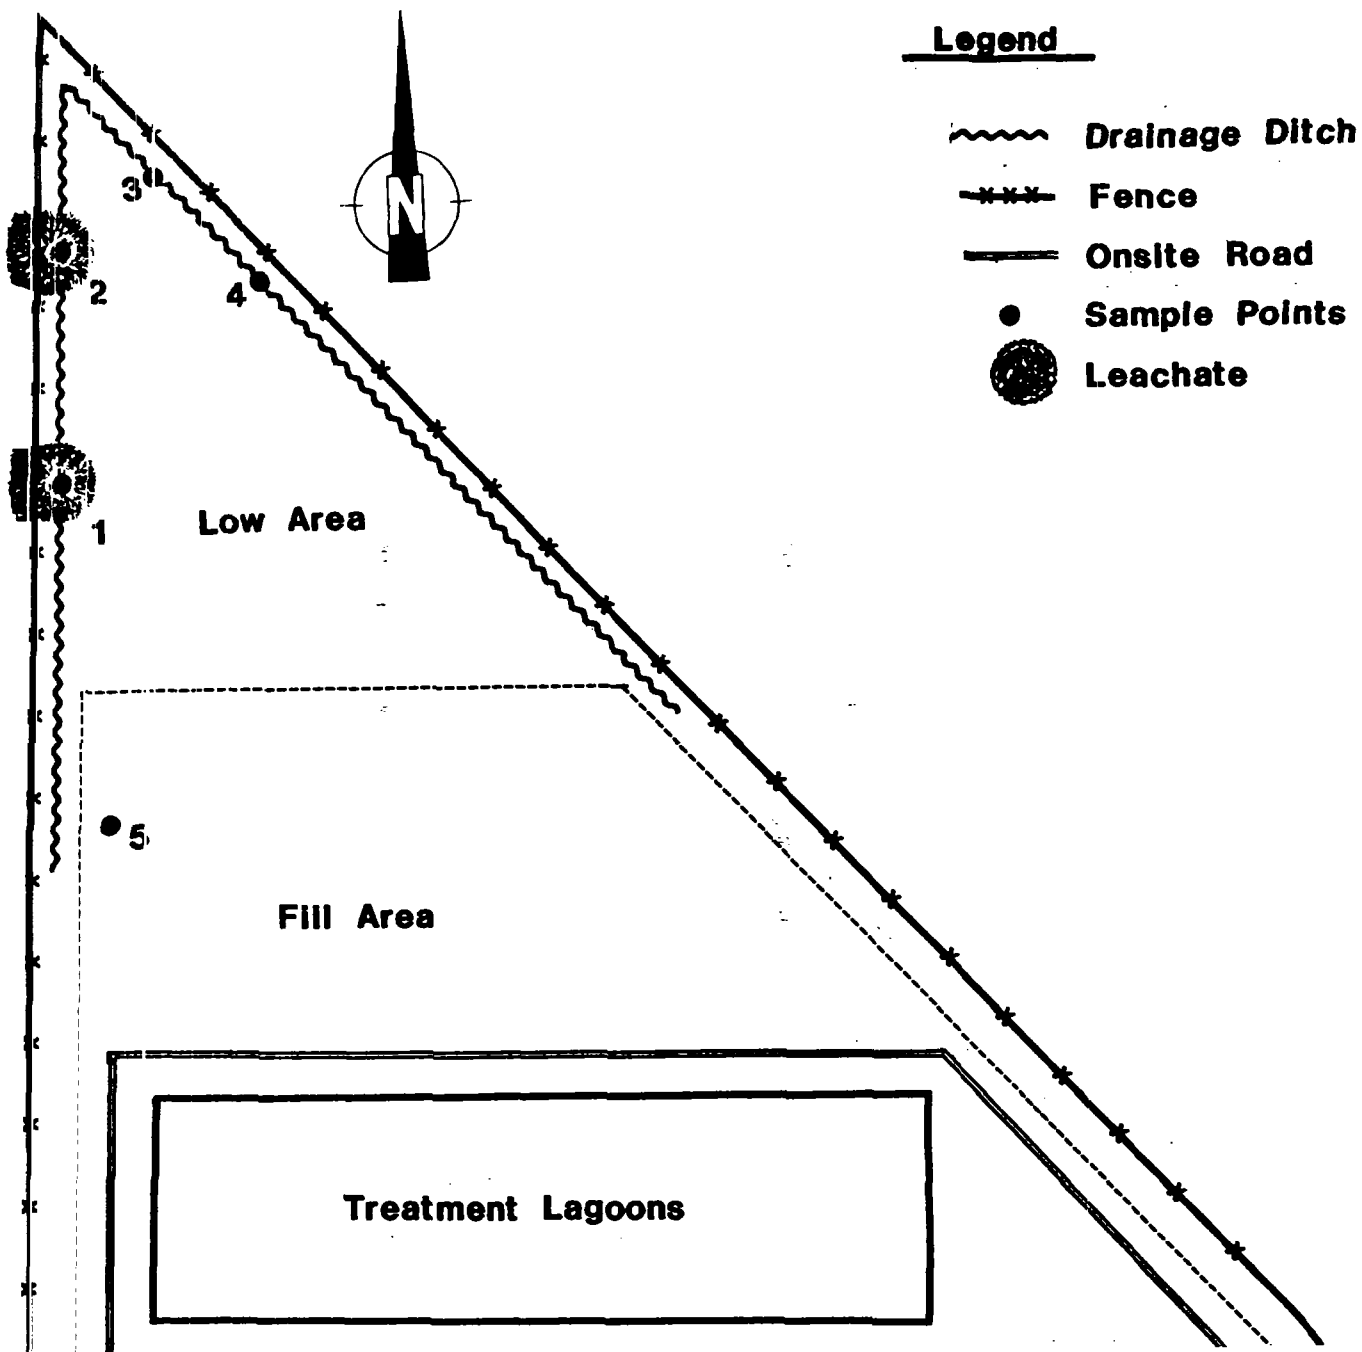 Legend
Drainage Ditch
Fence
Onsite Road
Sample Points
Leachate
N
3
2
4
1
Low Area
5
Fill Area
Treatment Lagoons